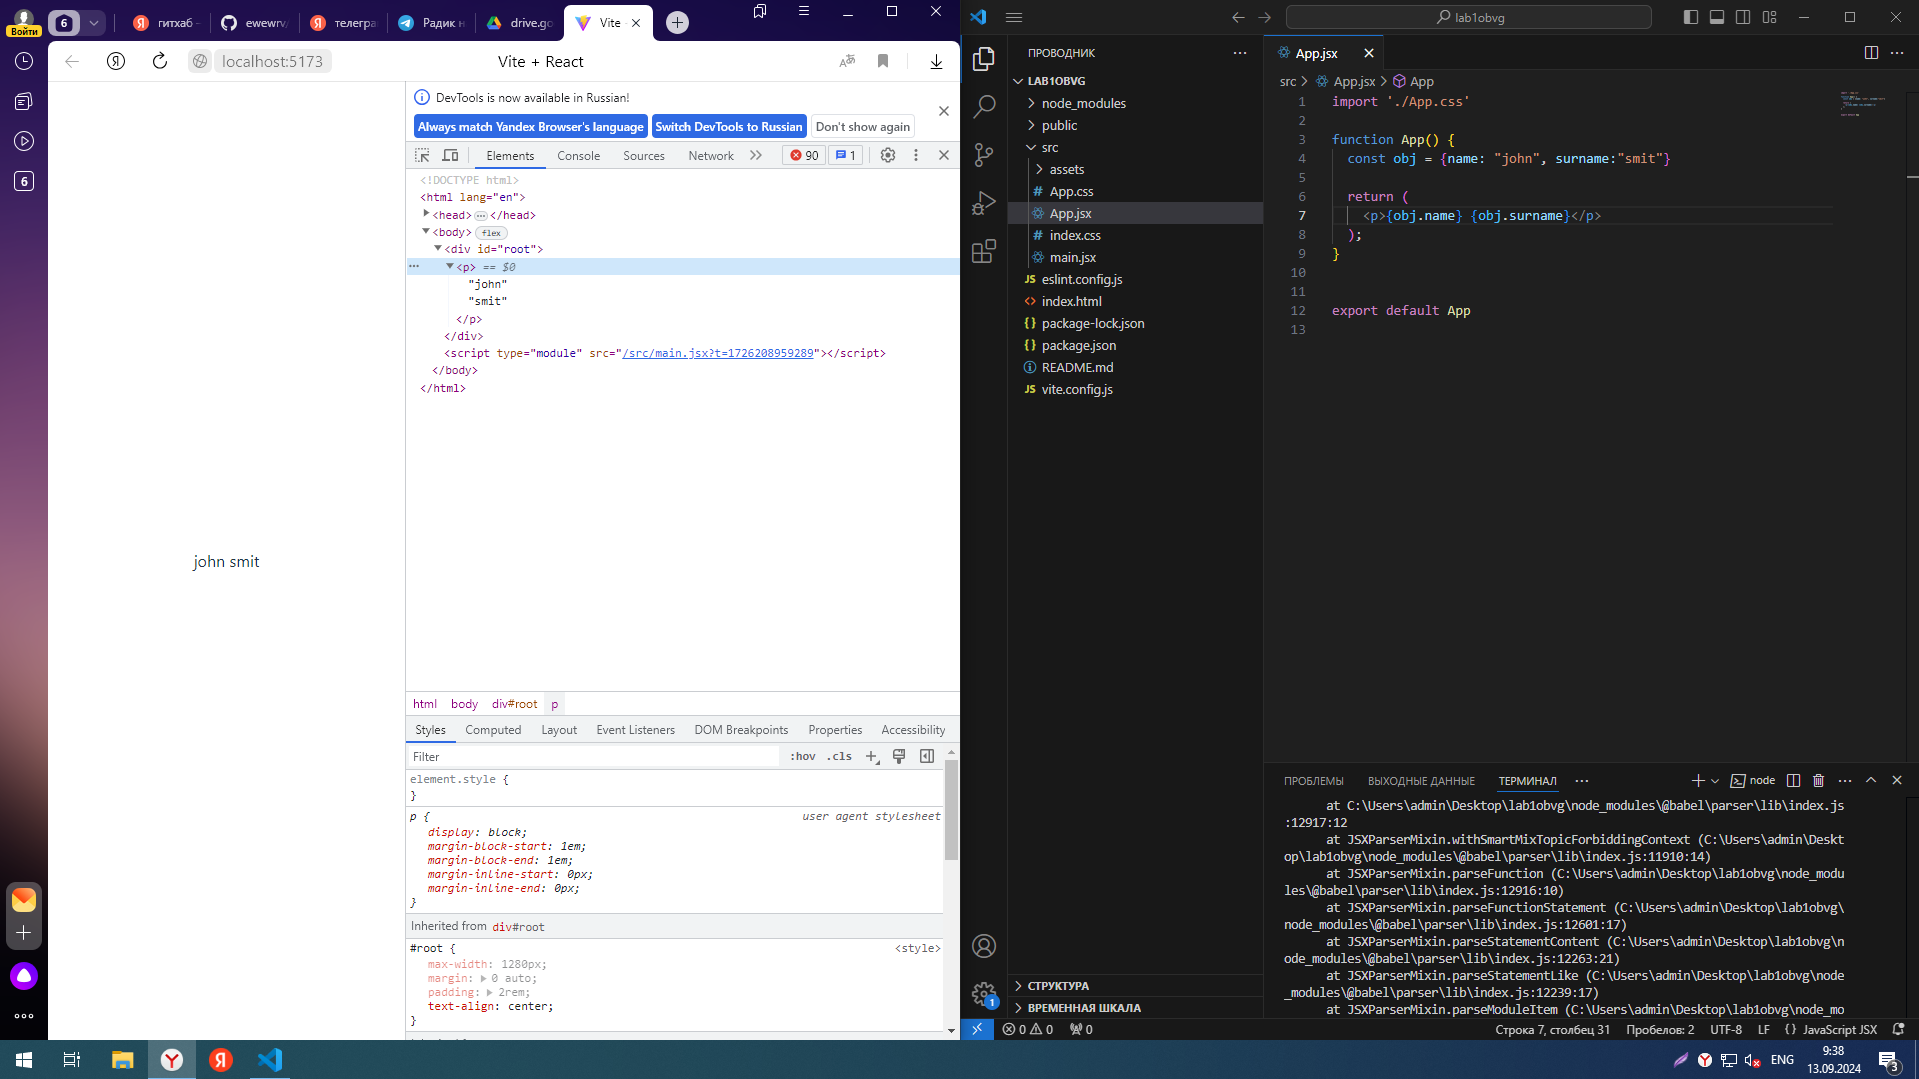 Войти
6
гитхаб –
ewewrv/
телегра
Радик н
drive.go
Vite
localhost:5173
Vite + React
6
DevTools is now available in Russian!
Always match Yandex Browser's language
Switch DevTools to Russian
Don't show again
Elements
Console
Sources
Network
90
1
<!DOCTYPE html>
<html lang="en">
<head> … </head>
<body> flex
<div id="root">
… <p> == $0
"john"
"smit"
</p>
</div>
<script type="module" src="/src/main.jsx?t=1726208959289"></script>
</body>
</html>
john smit
html body div#root p
Styles
Computed
Layout
Event Listeners
DOM Breakpoints
Properties
Accessibility
Filter
:hov .cls
element.style {
}
p {
user agent stylesheet
display: block;
margin-block-start: 1em;
margin-block-end: 1em;
margin-inline-start: 0px;
margin-inline-end: 0px;
}
Inherited from div#root
#root {
<style>
max-width: 1280px;
margin: 0 auto;
padding: 2rem;
text-align: center;
}
lab1obvg
ПРОВОДНИК
LAB1OBVG
node_modules
public
src
assets
App.css
App.jsx
index.css
main.jsx
eslint.config.js
index.html
package-lock.json
package.json
README.md
vite.config.js
СТРУКТУРА
ВРЕМЕННАЯ ШКАЛА
1
App.jsx
src > App.jsx > App
1 import './App.css'
2
3 function App() {
4 const obj = {name: "john", surname:"smit"}
5
6 return (
7 <p>{obj.name} {obj.surname}</p>
8 );
9 }
10
11
12 export default App
13
ПРОБЛЕМЫ
ВЫХОДНЫЕ ДАННЫЕ
ТЕРМИНАЛ
node
at C:\Users\admin\Desktop\lab1obvg\node_modules\@babel\parser\lib\index.js
:12917:12
at JSXParserMixin.withSmartMixTopicForbiddingContext (C:\Users\admin\Deskt
op\lab1obvg\node_modules\@babel\parser\lib\index.js:11910:14)
at JSXParserMixin.parseFunction (C:\Users\admin\Desktop\lab1obvg\node_modu
les\@babel\parser\lib\index.js:12916:10)
at JSXParserMixin.parseFunctionStatement (C:\Users\admin\Desktop\lab1obvg\
node_modules\@babel\parser\lib\index.js:12601:17)
at JSXParserMixin.parseStatementContent (C:\Users\admin\Desktop\lab1obvg\n
ode_modules\@babel\parser\lib\index.js:12263:21)
at JSXParserMixin.parseStatementLike (C:\Users\admin\Desktop\lab1obvg\node
_modules\@babel\parser\lib\index.js:12239:17)
at JSXParserMixin.parseModuleItem (C:\Users\admin\Desktop\lab1obvg\node_mo
0 0 0
Строка 7, столбец 31
Пробелов: 2
UTF-8
LF
{} JavaScript JSX
ENG
9:38
13.09.2024
3